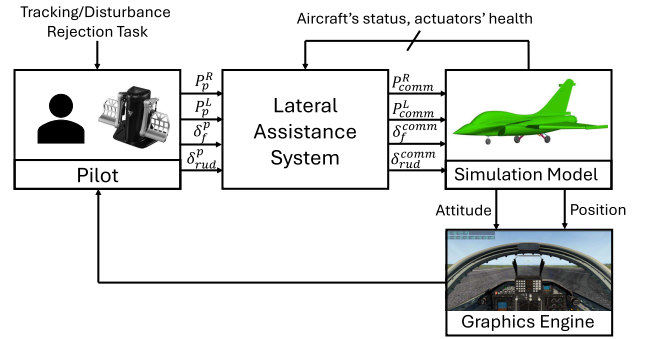 Tracking/Disturbance
Rejection Task
Aircraft's status, actuators' health
P_p^R
P_p^L
δ_f^p
δ_rud^p
Pilot
Lateral
Assistance
System
P_comm^R
P_comm^L
δ_f^comm
δ_rud^comm
Simulation Model
Attitude
Position
Graphics Engine